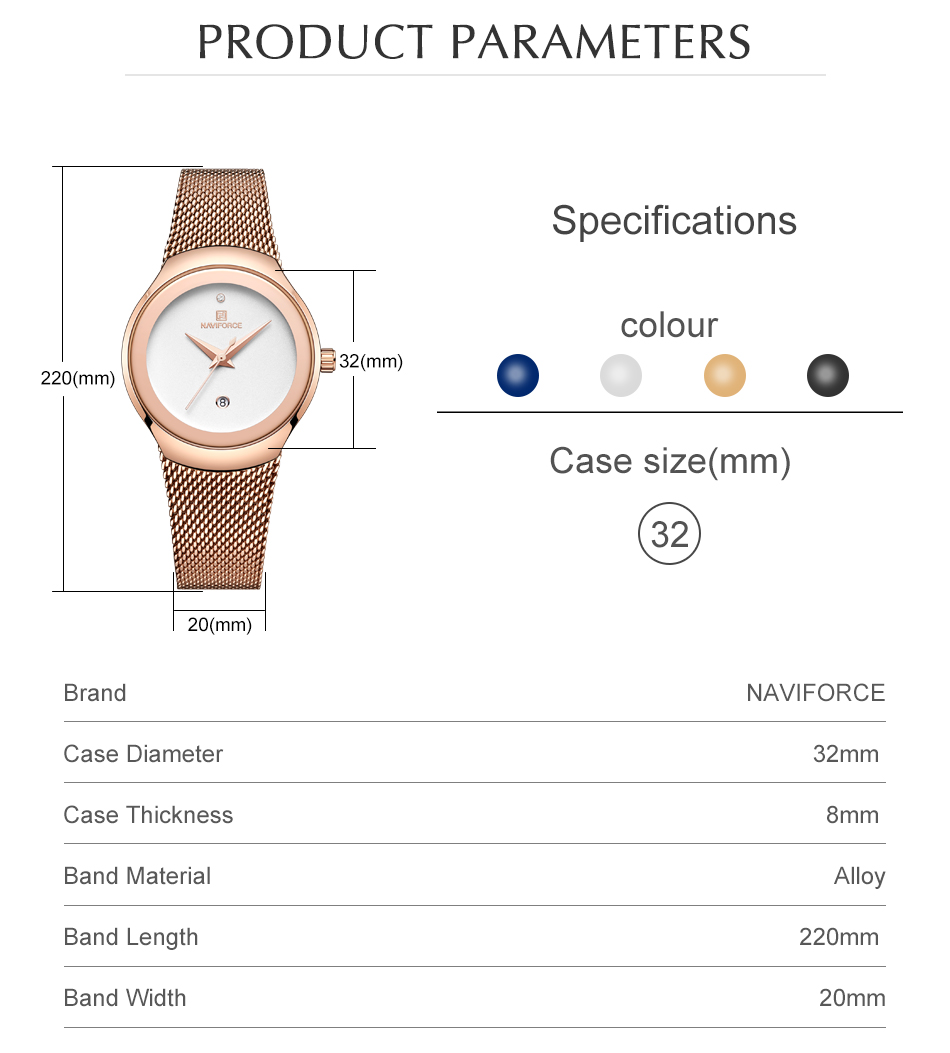 PRODUCT PARAMETERS
220(mm)
NAVIFORCE
8
32(mm)
20(mm)
Specifications
colour
Case size(mm)
32
Brand NAVIFORCE
Case Diameter 32mm
Case Thickness 8mm
Band Material Alloy
Band Length 220mm
Band Width 20mm